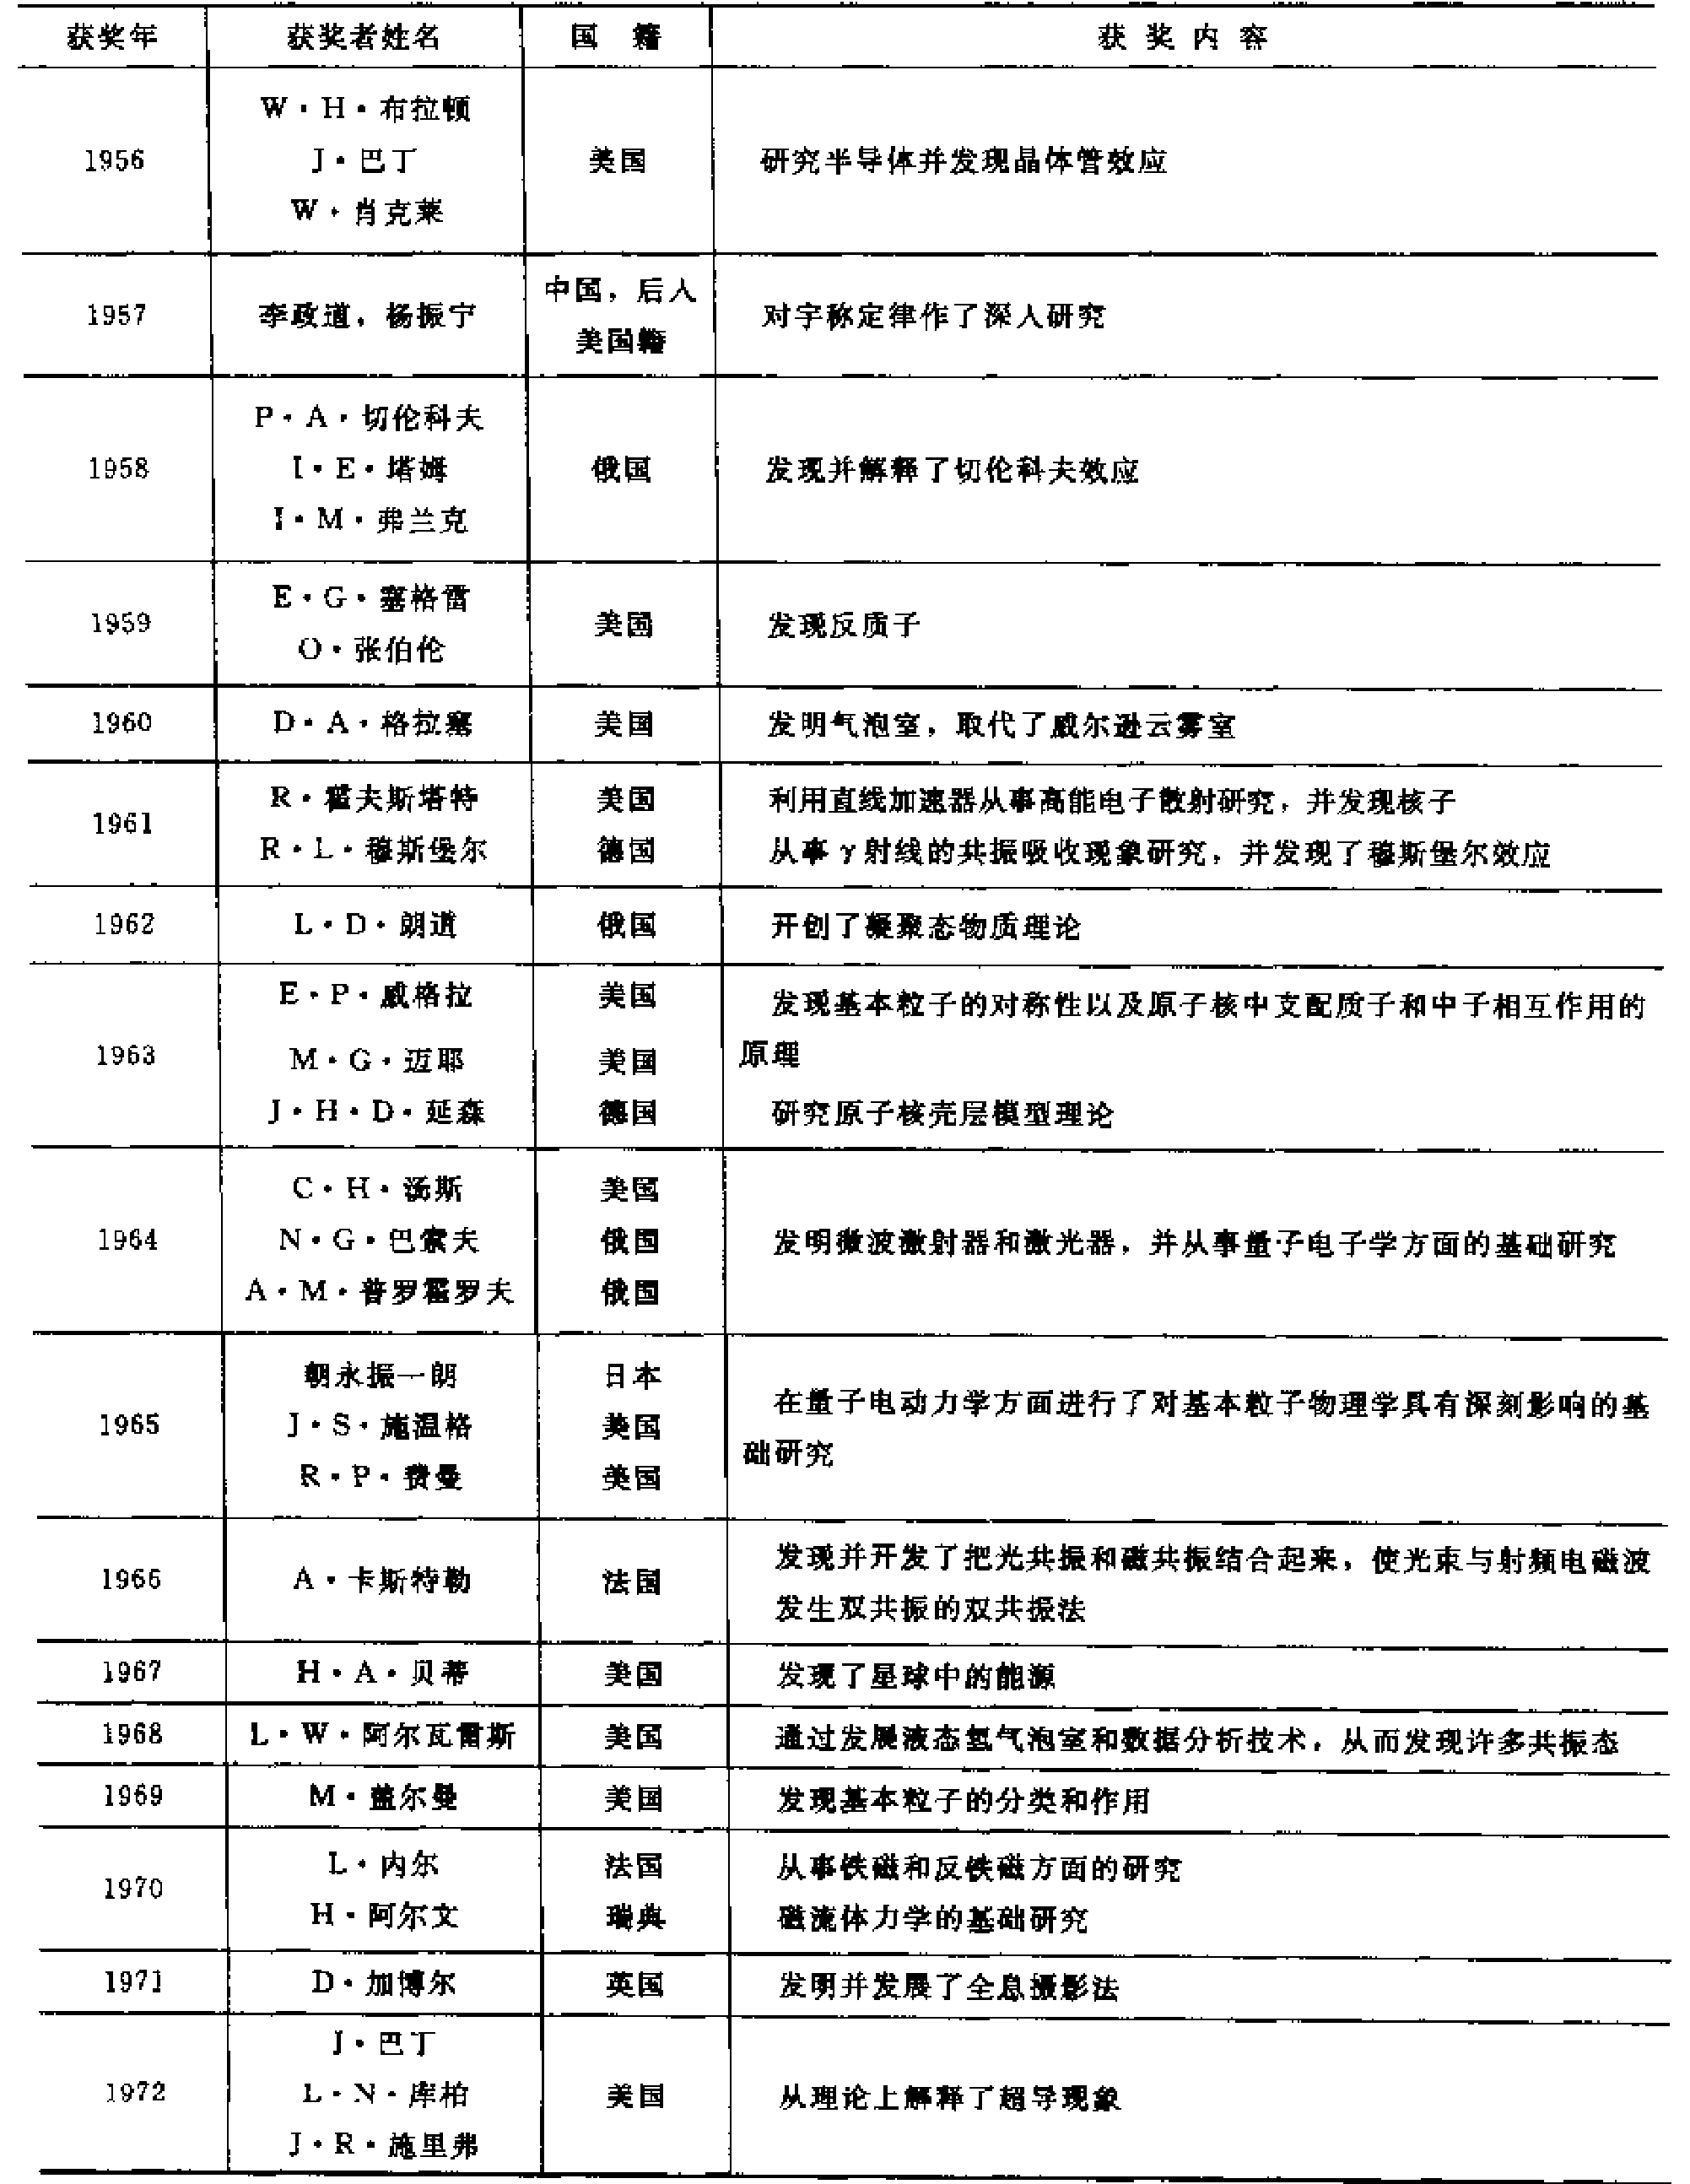 获奖年 获奖者姓名 国 籍 获 奖 内 容
W·H·布拉顿
1956 J·巴丁 美国 研究半导体并发现晶体管效应
W·肖克莱
中国，后入
1957 李政道，杨振宁 对宇称定律作了深入研究
美国籍
P·A·切伦科夫
1958 I·E·塔姆 俄国 发现并解释了切伦科夫效应
I·M·弗兰克
E·G·塞格雷
1959 美国 发现反质子
O·张伯伦
1960 D·A·格拉塞 美国 发明气泡室，取代了威尔逊云雾室
R·霍夫斯塔特 美国 利用直线加速器从事高能电子散射研究，并发现核子
1961
R·L·穆斯堡尔 德国 从事 γ 射线的共振吸收现象研究，并发现了穆斯堡尔效应
1962 L·D·朗道 俄国 开创了凝聚态物质理论
E·P·威格拉 美国 发现基本粒子的对称性以及原子核中支配质子和中子相互作用的
1963 M·G·迈耶 美国 原理
J·H·D·延森 德国 研究原子核壳层模型理论
C·H·汤斯 美国
1964 N·G·巴索夫 俄国 发明微波激射器和激光器，并从事量子电子学方面的基础研究
A·M·普罗霍罗夫 俄国
朝永振一朗 日本
在量子电动力学方面进行了对基本粒子物理学具有深刻影响的基
1965 J·S·施温格 美国
础研究
R·P·费曼 美国
发现并开发了把光共振和磁共振结合起来，使光束与射频电磁波
1966 A·卡斯特勒 法国
发生双共振的双共振法
1967 H·A·贝蒂 美国 发现了星球中的能源
1968 L·W·阿尔瓦雷斯 美国 通过发展液态氢气泡室和数据分析技术，从而发现许多共振态
1969 M·盖尔曼 美国 发现基本粒子的分类和作用
L·内尔 法国 从事铁磁和反铁磁方面的研究
1970
H·阿尔文 瑞典 磁流体力学的基础研究
1971 D·加博尔 英国 发明并发展了全息摄影法
J·巴丁
1972 L·N·库柏 美国 从理论上解释了超导现象
J·R·施里弗